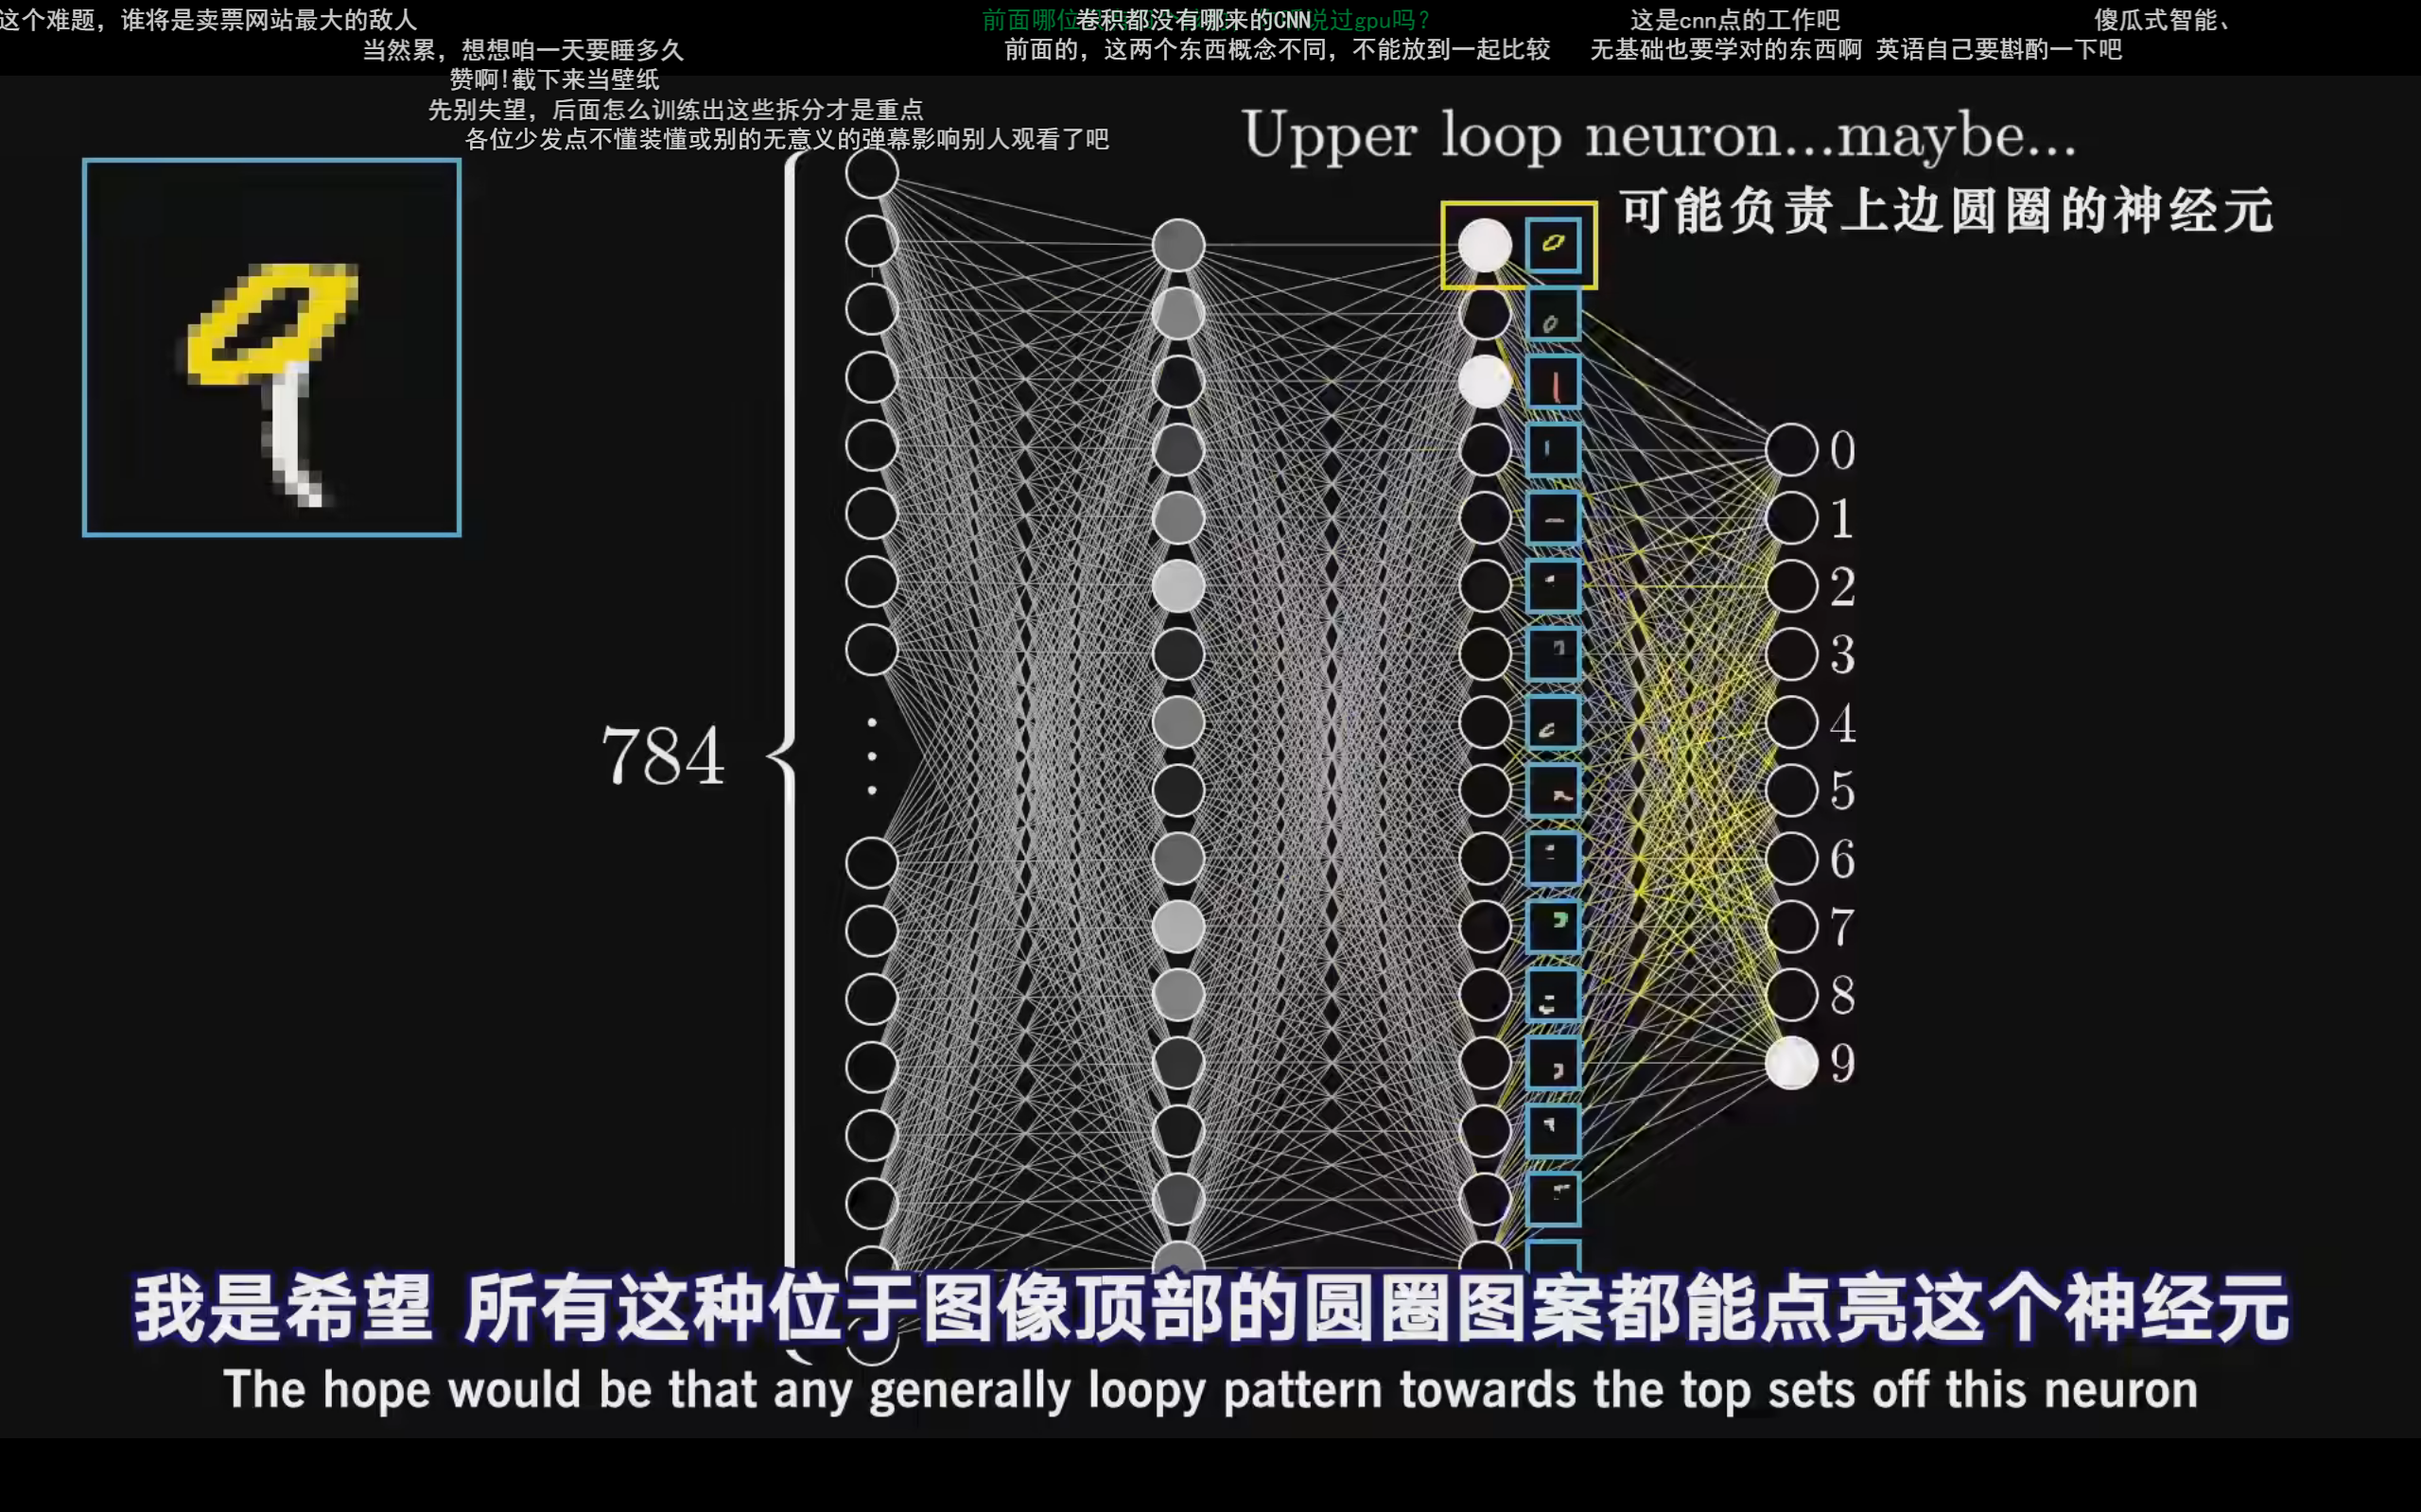 这个难题，谁将是卖票网站最大的敌人
前面哪位
说过gpu吗?
卷积都没有哪来的CNN
这是cnn点的工作吧
傻瓜式智能、
当然累，想想咱一天要睡多久
前面的，这两个东西概念不同，不能放到一起比较
无基础也要学对的东西啊 英语自己要斟酌一下吧
赞啊!截下来当壁纸
先别失望，后面怎么训练出这些拆分才是重点
各位少发点不懂装懂或别的无意义的弹幕影响别人观看了吧
Upper loop neuron...maybe...
可能负责上边圆圈的神经元
784
0
1
2
3
4
5
6
7
8
9
我是希望 所有这种位于图像顶部的圆圈图案都能点亮这个神经元
The hope would be that any generally loopy pattern towards the top sets off this neuron